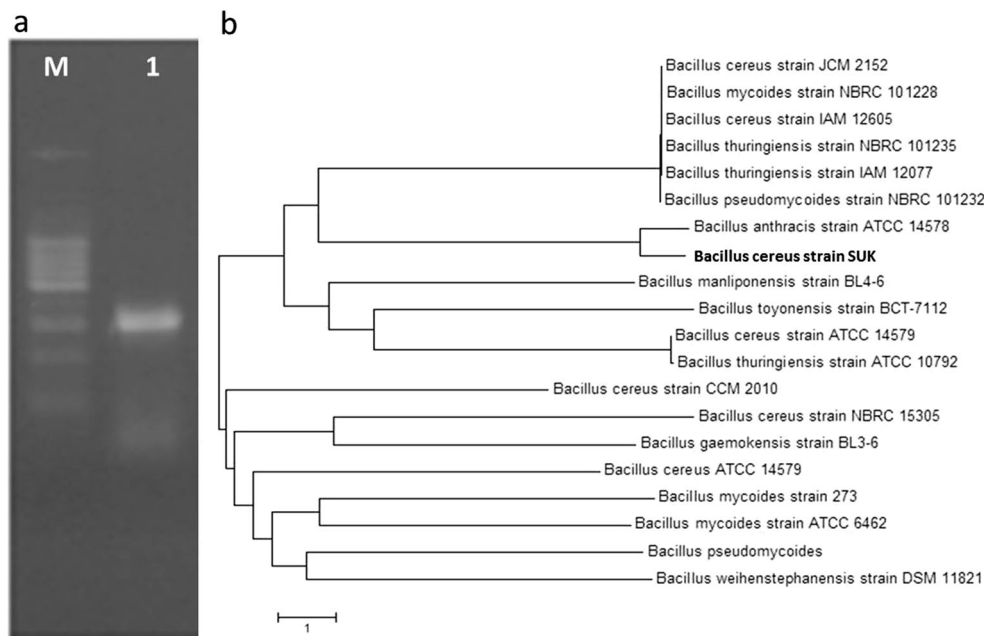 a
b
M 1
Bacillus cereus strain JCM 2152
Bacillus mycoides strain NBRC 101228
Bacillus cereus strain IAM 12605
Bacillus thuringiensis strain NBRC 101235
Bacillus thuringiensis strain IAM 12077
Bacillus pseudomycoides strain NBRC 101232
Bacillus anthracis strain ATCC 14578
Bacillus cereus strain SUK
Bacillus manliponensis strain BL4-6
Bacillus toyonensis strain BCT-7112
Bacillus cereus strain ATCC 14579
Bacillus thuringiensis strain ATCC 10792
Bacillus cereus strain CCM 2010
Bacillus cereus strain NBRC 15305
Bacillus gaemokensis strain BL3-6
Bacillus cereus ATCC 14579
Bacillus mycoides strain 273
Bacillus mycoides strain ATCC 6462
Bacillus pseudomycoides
Bacillus weihenstephanensis strain DSM 11821
1